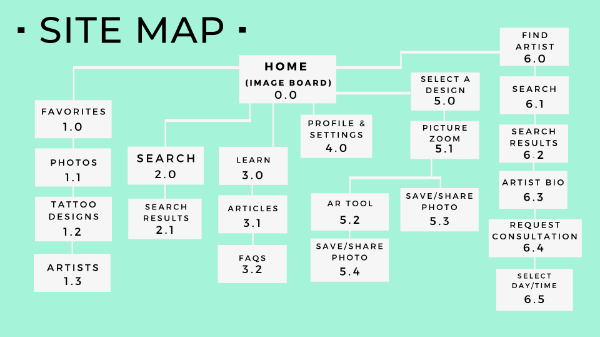 ▪ SITE MAP ▪
HOME
(IMAGE BOARD)
0.0
FAVORITES
1.0
PHOTOS
1.1
TATTOO
DESIGNS
1.2
ARTISTS
1.3
SEARCH
2.0
SEARCH
RESULTS
2.1
LEARN
3.0
ARTICLES
3.1
FAQS
3.2
PROFILE &
SETTINGS
4.0
SELECT A
DESIGN
5.0
PICTURE
ZOOM
5.1
AR TOOL
5.2
SAVE/SHARE
PHOTO
5.4
SAVE/SHARE
PHOTO
5.3
FIND
ARTIST
6.0
SEARCH
6.1
SEARCH
RESULTS
6.2
ARTIST BIO
6.3
REQUEST
CONSULTATION
6.4
SELECT
DAY/TIME
6.5